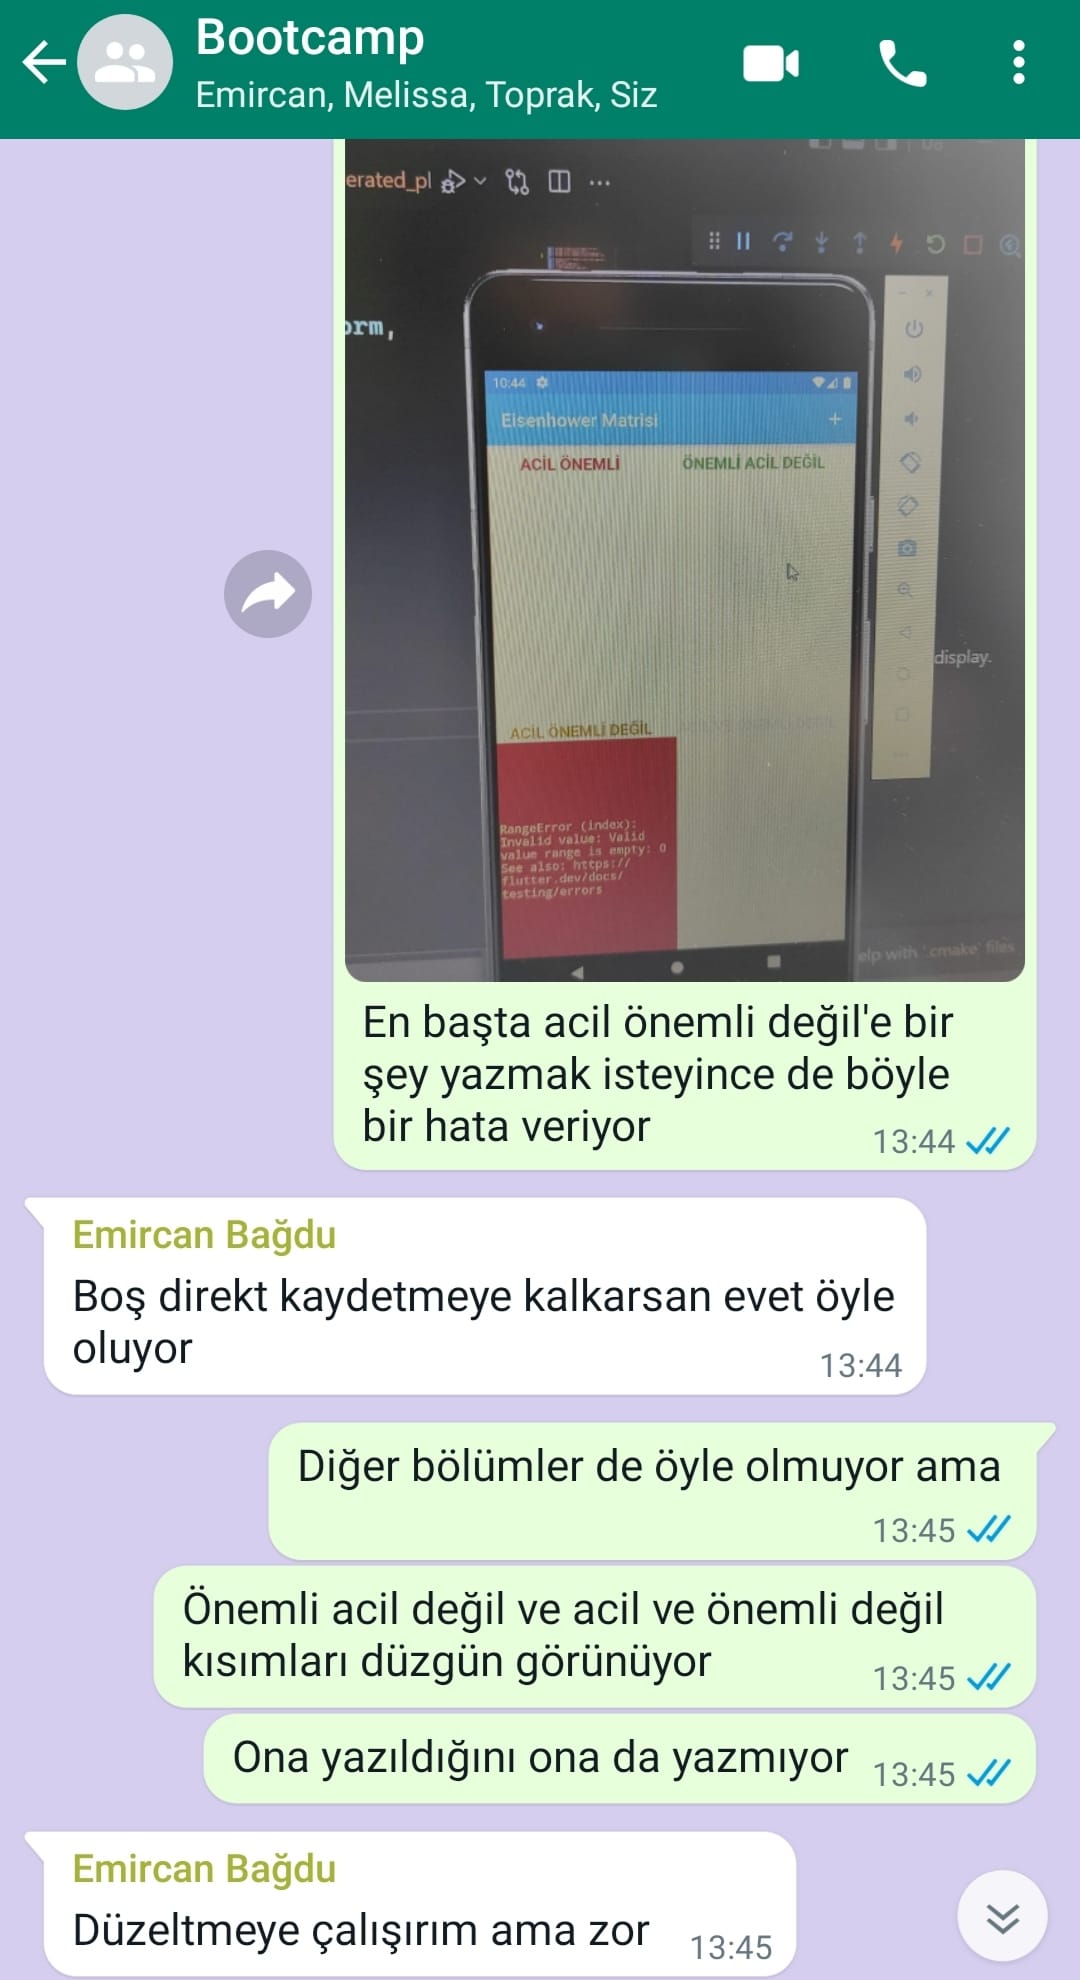 Bootcamp
Emircan, Melissa, Toprak, Siz
erated_pl
orm,
10:44
Eisenhower Matrisi
+
ACİL ÖNEMLİ
ÖNEMLİ ACİL DEĞİL
display.
ACİL ÖNEMLİ DEĞİL
RangeError (index):
Invalid value: Valid
value range is empty: 0
See also: https://
flutter.dev/docs/
testing/errors
elp with '.cmake' files
En başta acil önemli değil'e bir
şey yazmak isteyince de böyle
bir hata veriyor
13:44
Emircan Bağdu
Boş direkt kaydetmeye kalkarsan evet öyle
oluyor
13:44
Diğer bölümler de öyle olmuyor ama
13:45
Önemli acil değil ve acil ve önemli değil
kısımları düzgün görünüyor
13:45
Ona yazıldığını ona da yazmıyor
13:45
Emircan Bağdu
Düzeltmeye çalışırım ama zor
13:45